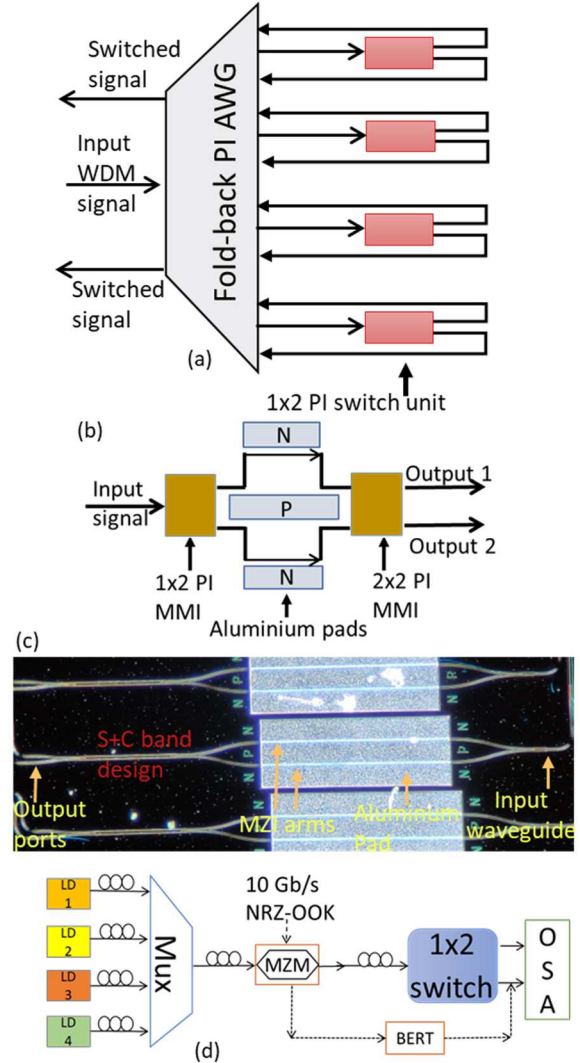 (a)
Switched
signal
Input
WDM
signal
Switched
signal
Fold-back PI AWG
1x2 PI switch unit
(b)
N
Input
signal
P
Output 1
Output 2
N
1x2 PI
MMI
2x2 PI
MMI
Aluminium pads
(c)
N P N
N P N
S+C band
design
N P N
N P N
Output
ports
MZI arms
Aluminum
Pad
Input
waveguide
N
N
LD
1
LD
2
LD
3
LD
4
Mux
10 Gb/s
NRZ-OOK
MZM
1x2
switch
BERT
O
S
A
(d)